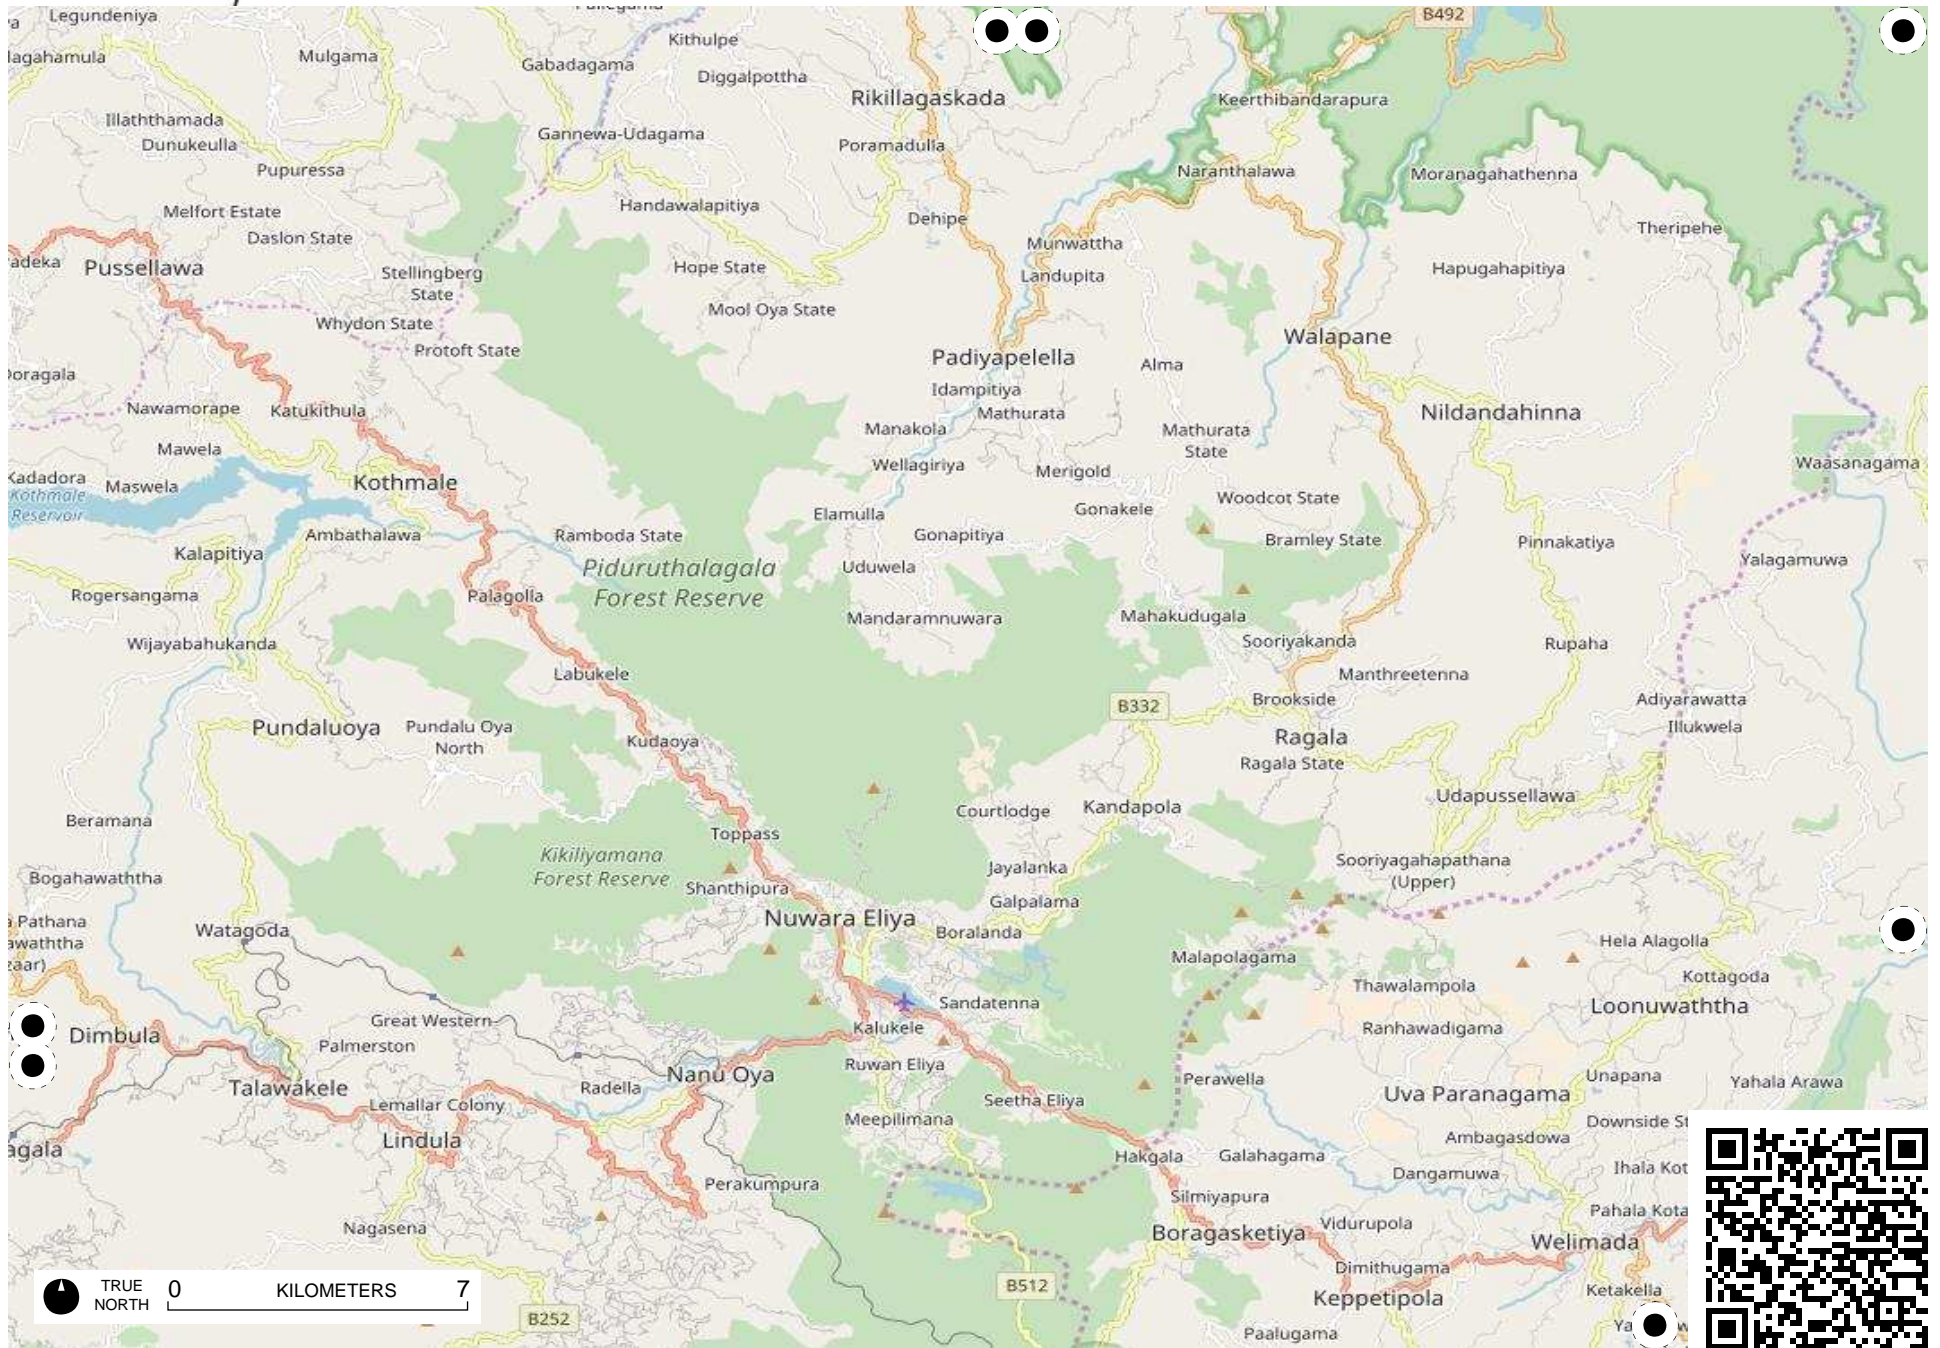 Legundeniya
Kithulpe
B492
Mulgama
Gabadagama
Diggalpottha
Rikillagaskada
Keerthibandarapura
Illaththamada
Dunukeulla
Gannewa-Udagama
Poramadulla
Pupuressa
Naranthalawa
Moranagahathenna
Melfort Estate
Handawalapitiya
Dehipe
Daslon State
Theripehe
Munwattha
Pussellawa
Stellingberg
State
Hope State
Landupita
Hapugahapitiya
Mool Oya State
Whydon State
Walapane
Protoft State
Padiyapelella
Alma
Idampitiya
Nawamorape
Katukithula
Mathurata
Nildandahinna
Manakola
Mathurata
State
Mawela
Wellagiriya
Merigold
Waasanagama
Kadadora
Maswela
Kothmale
Kothmale
Reservoir
Woodcot State
Elamulla
Gonakele
Ambathalawa
Ramboda State
Gonapitiya
Bramley State
Pinnakatiya
Kalapitiya
Piduruthalagala
Forest Reserve
Uduwela
Yalagamuwa
Rogersangama
Palagolla
Mandaramnuwara
Mahakudugala
Wijayabahukanda
Sooriyakanda
Rupaha
Labukele
Manthreetenna
B332
Brookside
Adiyarawatta
Pundaluoya
Pundalu Oya
North
Illukwela
Kudaoya
Ragala
Ragala State
Udapussellawa
Beramana
Courtlodge
Kandapola
Toppass
Kikiliyamana
Forest Reserve
Jayalanka
Sooriyagahapathana
(Upper)
Bogahawaththa
Shanthipura
Galpalama
Pathana
Watagoda
Nuwara Eliya
Boralanda
Hela Alagolla
Malapolagama
Kottagoda
Thawalampola
Sandatenna
Loonuwaththa
Great Western
Kalukele
Ranhawadigama
Dimbula
Palmerston
Ruwan Eliya
Talawakele
Radella
Nanu Oya
Perawella
Unapana
Yahala Arawa
Uva Paranagama
Lemallar Colony
Seetha Eliya
Meepilimana
Downside St
Lindula
Ambagasdowa
Hakgala
Galahagama
Dangamuwa
Ihala Kot
Perakumpura
Silmiyapura
Nagasena
Boragasketiya
Vidurupola
Pahala Kota
Welimada
Dimithugama
B512
Keppetipola
Ketakella
B252
Paalugama
TRUE
NORTH
0 KILOMETERS 7